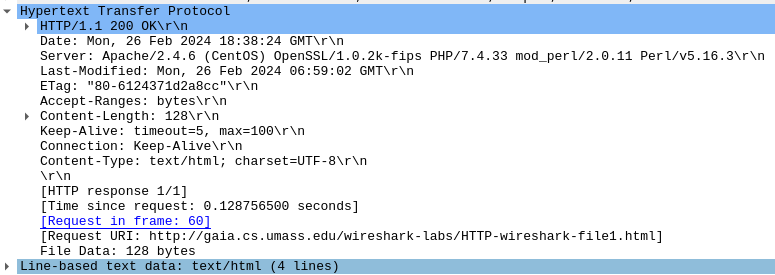 Hypertext Transfer Protocol
HTTP/1.1 200 OK\r\n
Date: Mon, 26 Feb 2024 18:38:24 GMT\r\n
Server: Apache/2.4.6 (CentOS) OpenSSL/1.0.2k-fips PHP/7.4.33 mod_perl/2.0.11 Perl/v5.16.3\r\n
Last-Modified: Mon, 26 Feb 2024 06:59:02 GMT\r\n
ETag: "80-6124371d2a8cc"\r\n
Accept-Ranges: bytes\r\n
Content-Length: 128\r\n
Keep-Alive: timeout=5, max=100\r\n
Connection: Keep-Alive\r\n
Content-Type: text/html; charset=UTF-8\r\n
\r\n
[HTTP response 1/1]
[Time since request: 0.128756500 seconds]
[Request in frame: 60]
[Request URI: http://gaia.cs.umass.edu/wireshark-labs/HTTP-wireshark-file1.html]
File Data: 128 bytes
Line-based text data: text/html (4 lines)